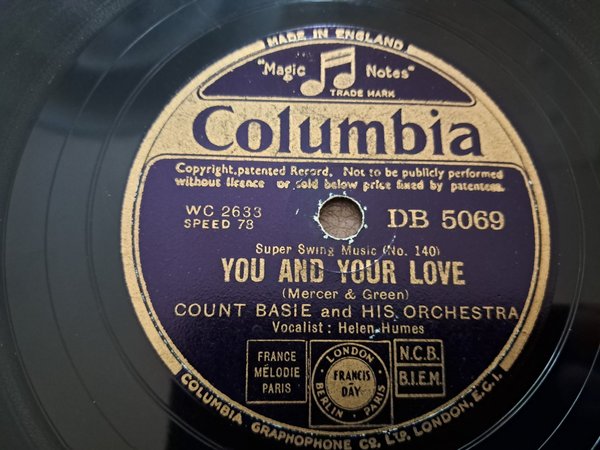 MADE IN ENGLAND
"Magic Notes"
TRADE MARK
Columbia
Copyright, patented Record. Not to be publicly performed
without licence or sold below price fixed by patentees.
WC 2633
SPEED 78
DB 5069
Super Swing Music (No. 140)
YOU AND YOUR LOVE
(Mercer & Green)
COUNT BASIE and HIS ORCHESTRA
Vocalist: Helen Humes
FRANCE
MÉLODIE
PARIS
LONDON
FRANCIS
DAY
BERLIN PARIS
N.C.B.
B.I.E.M.
COLUMBIA GRAPHOPHONE CO. LTD. LONDON, E.C.1.